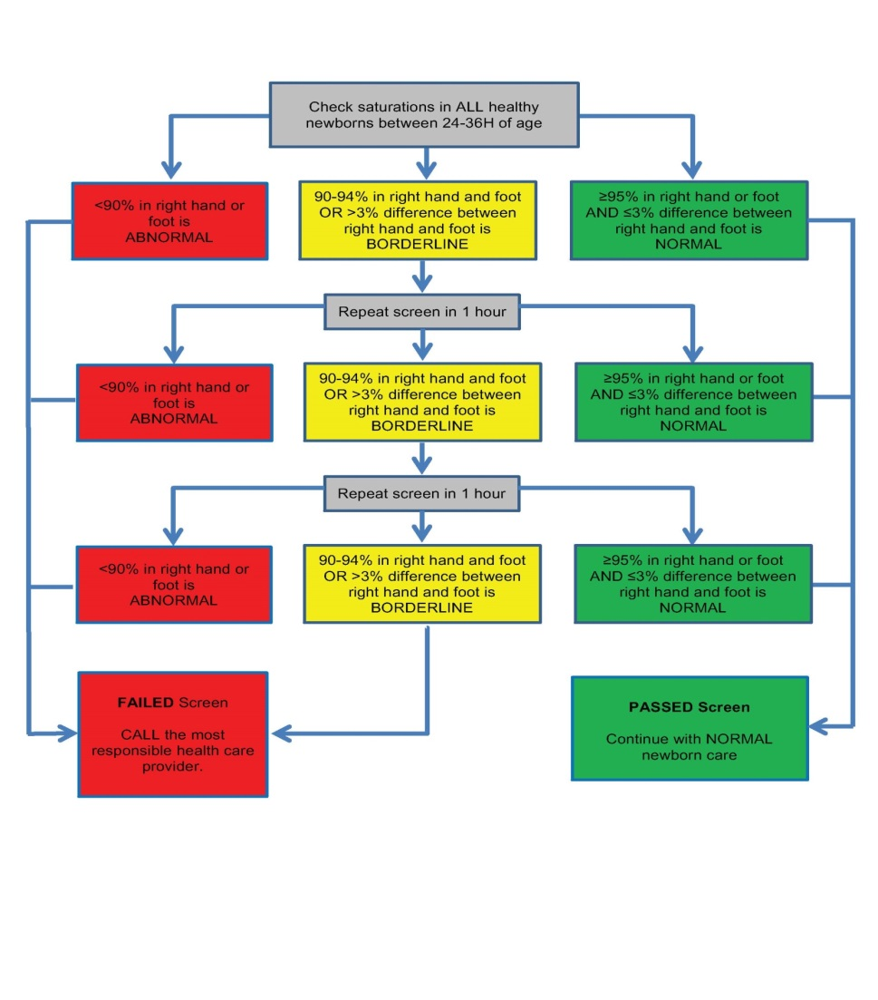 Check saturations in ALL healthy
newborns between 24-36H of age
<90% in right hand or
foot is
ABNORMAL
90-94% in right hand and foot
OR >3% difference between
right hand and foot is
BORDERLINE
≥95% in right hand or foot
AND ≤3% difference between
right hand and foot is
NORMAL
Repeat screen in 1 hour
<90% in right hand or
foot is
ABNORMAL
90-94% in right hand and foot
OR >3% difference between
right hand and foot is
BORDERLINE
≥95% in right hand or foot
AND ≤3% difference between
right hand and foot is
NORMAL
Repeat screen in 1 hour
<90% in right hand or
foot is
ABNORMAL
90-94% in right hand and foot
OR >3% difference between
right hand and foot is
BORDERLINE
≥95% in right hand or foot
AND ≤3% difference between
right hand and foot is
NORMAL
FAILED Screen
CALL the most
responsible health care
provider.
PASSED Screen
Continue with NORMAL
newborn care